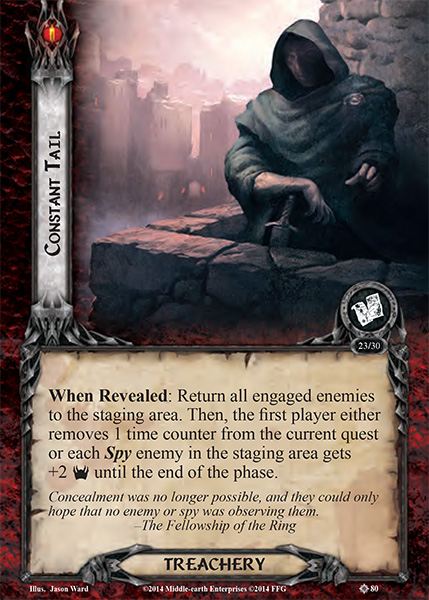 CONSTANT TAIL
23/30
When Revealed: Return all engaged enemies
to the staging area. Then, the first player either
removes 1 time counter from the current quest
or each Spy enemy in the staging area gets
+2 until the end of the phase.
Concealment was no longer possible, and they could only
hope that no enemy or spy was observing them.
–The Fellowship of the Ring
TREACHERY
Illus. Jason Ward
©2014 Middle-earth Enterprises ©2014 FFG
80